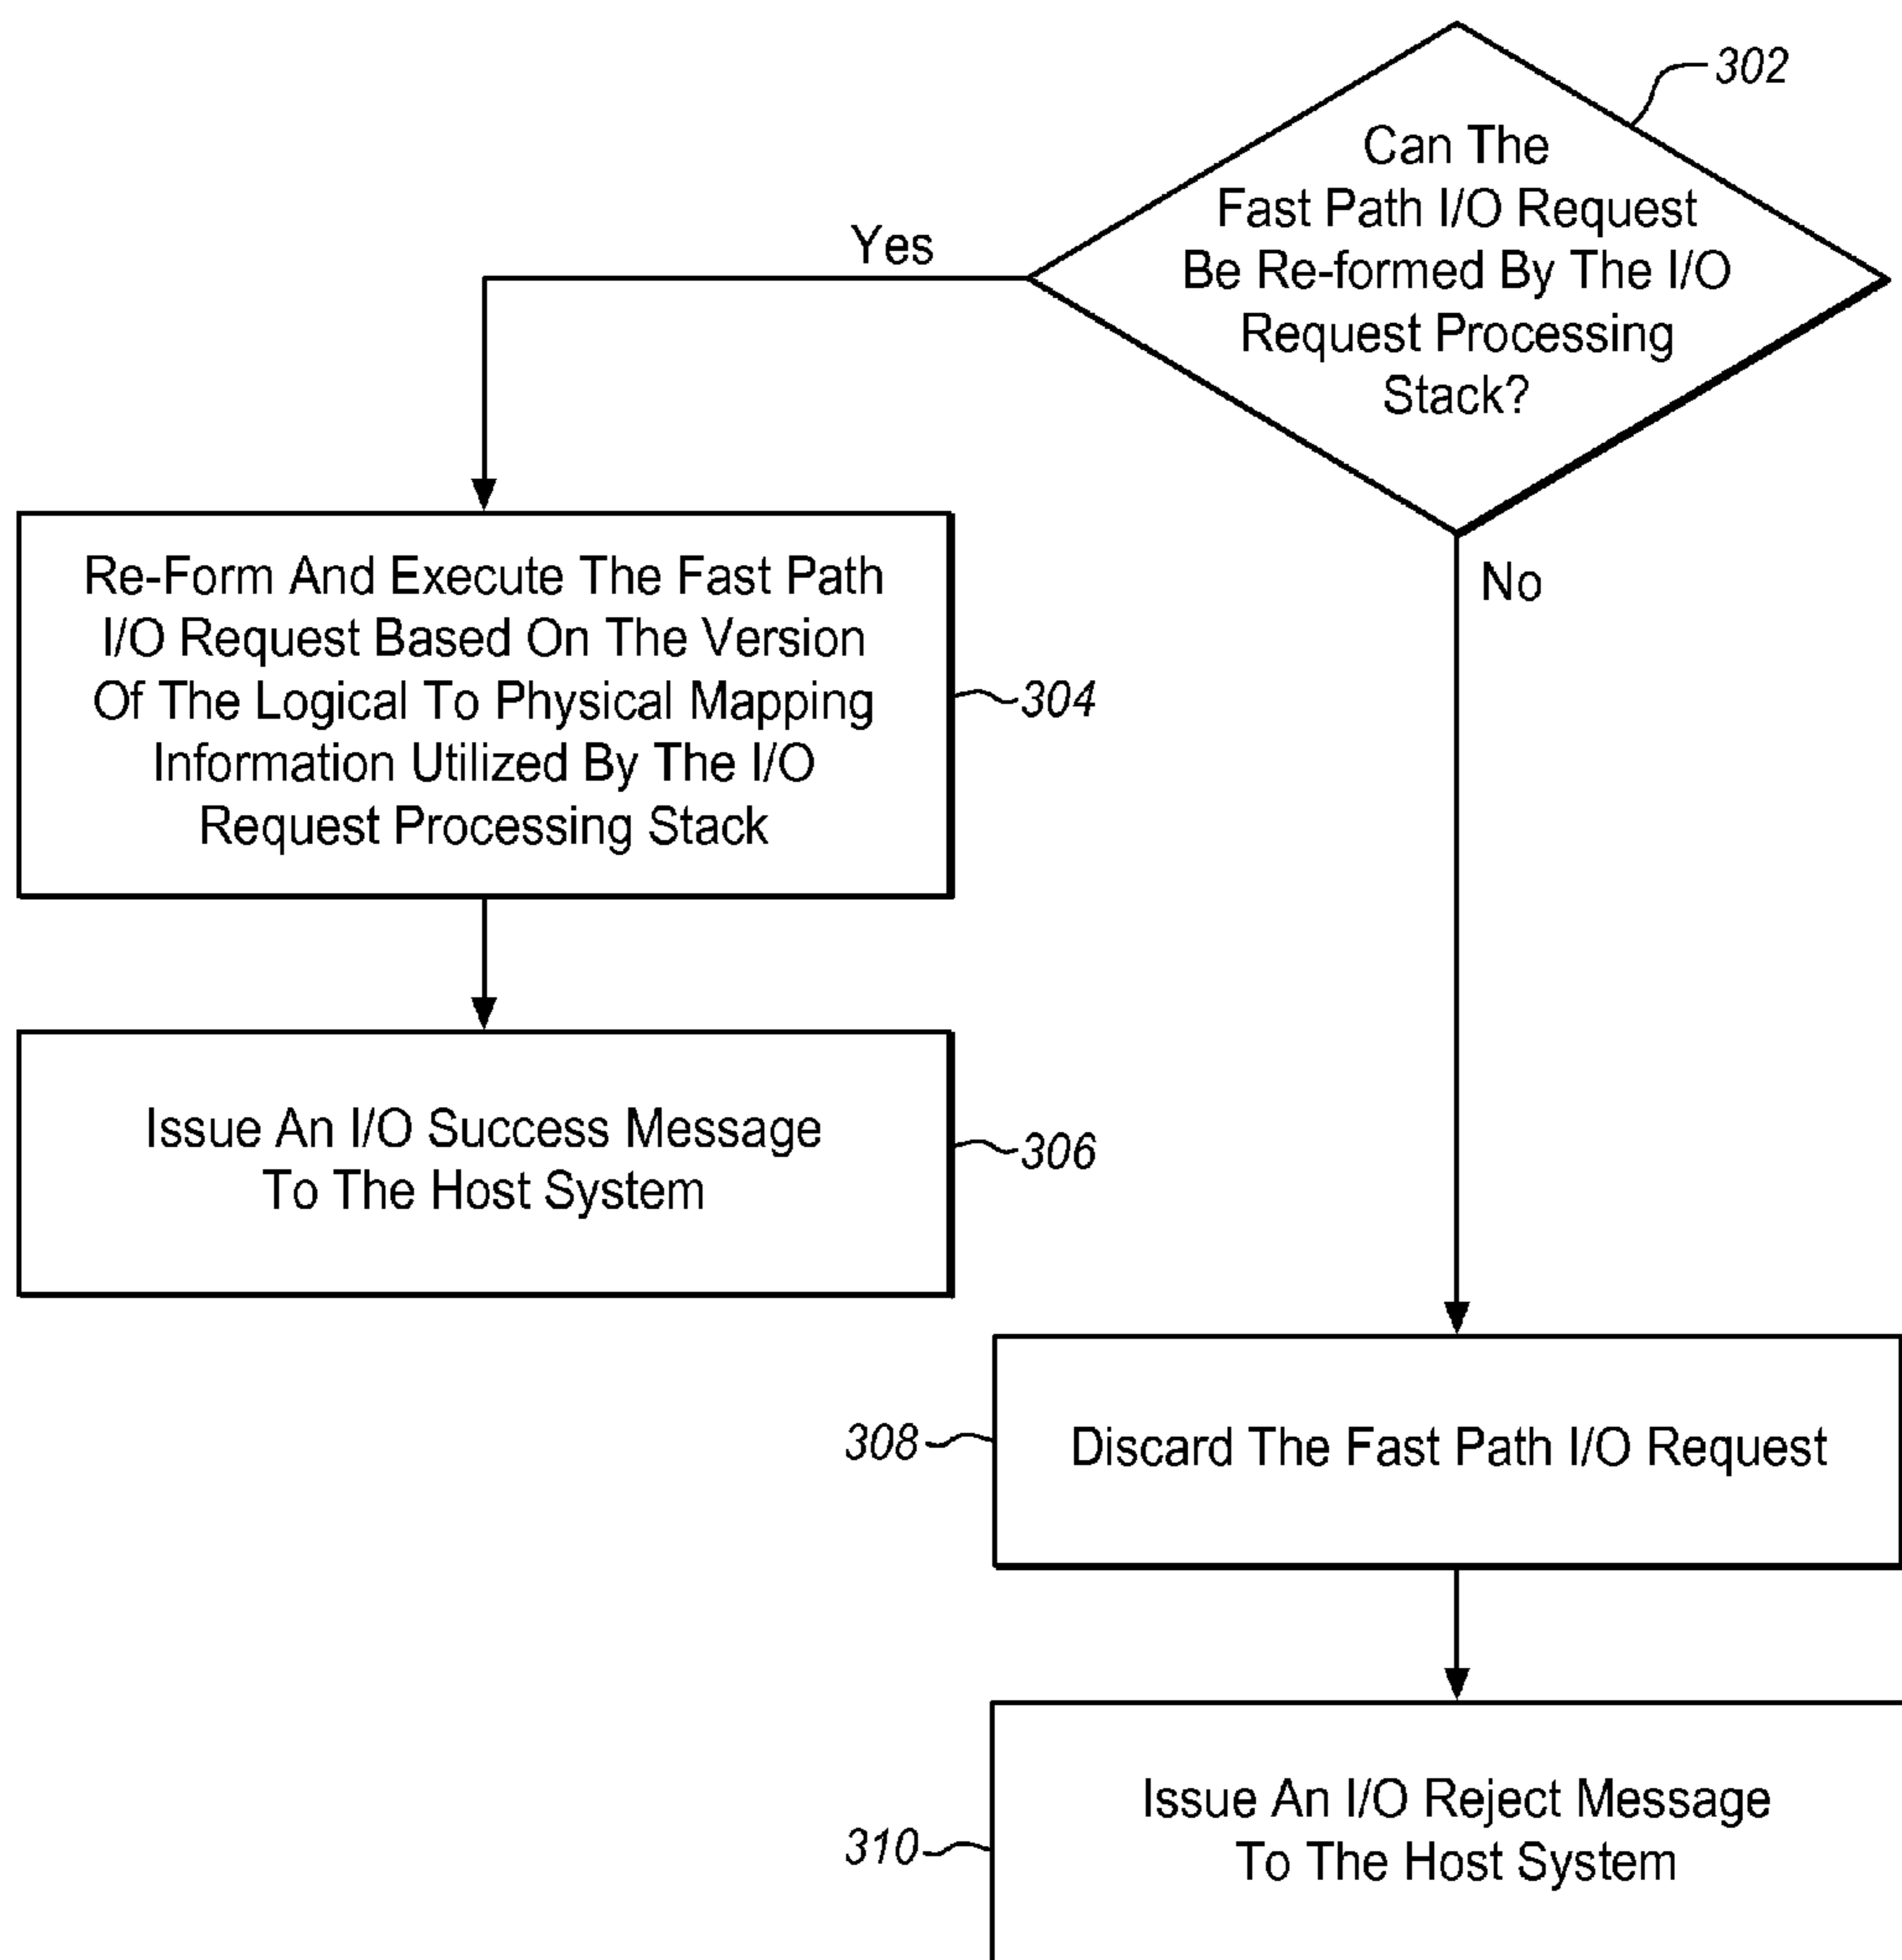 302
Can The
Fast Path I/O Request
Be Re-formed By The I/O
Request Processing
Stack?
Yes
No
Re-Form And Execute The Fast Path
I/O Request Based On The Version
Of The Logical To Physical Mapping
Information Utilized By The I/O
Request Processing Stack
304
Issue An I/O Success Message
To The Host System
306
308
Discard The Fast Path I/O Request
310
Issue An I/O Reject Message
To The Host System